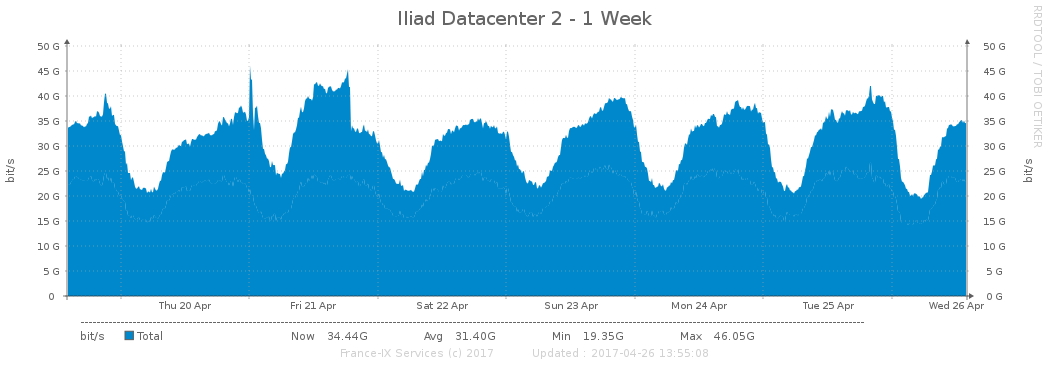 Iliad Datacenter 2 - 1 Week
RRDTOOL / TOBI OETIKER
50 G 50 G
45 G 45 G
40 G 40 G
35 G 35 G
30 G 30 G
25 G 25 G
20 G 20 G
15 G 15 G
10 G 10 G
5 G 5 G
0 0 G
bit/s bit/s
Thu 20 Apr Fri 21 Apr Sat 22 Apr Sun 23 Apr Mon 24 Apr Tue 25 Apr Wed 26 Apr
bit/s Total Now 34.44G Avg 31.40G Min 19.35G Max 46.05G
France-IX Services (c) 2017 Updated : 2017-04-26 13:55:08